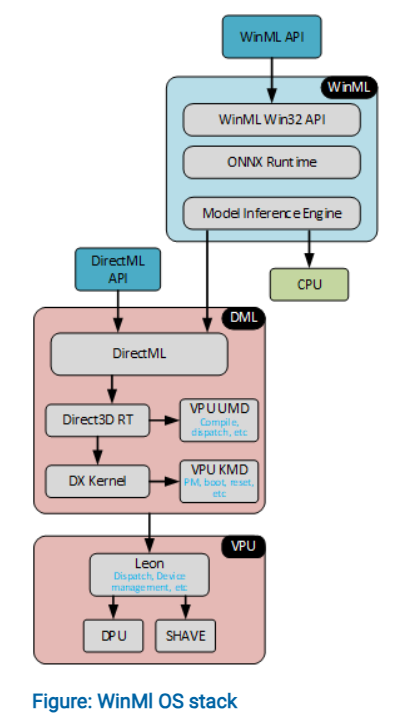 WinML API
WinML
WinML Win32 API
ONNX Runtime
Model Inference Engine
DirectML
API
CPU
DML
DirectML
Direct3D RT
VPU UMD
Compile,
dispatch, etc
DX Kernel
VPU KMD
PM, boot, reset,
etc
VPU
Leon
Dispatch, Device
management, etc
DPU
SHAVE
Figure: WinMl OS stack